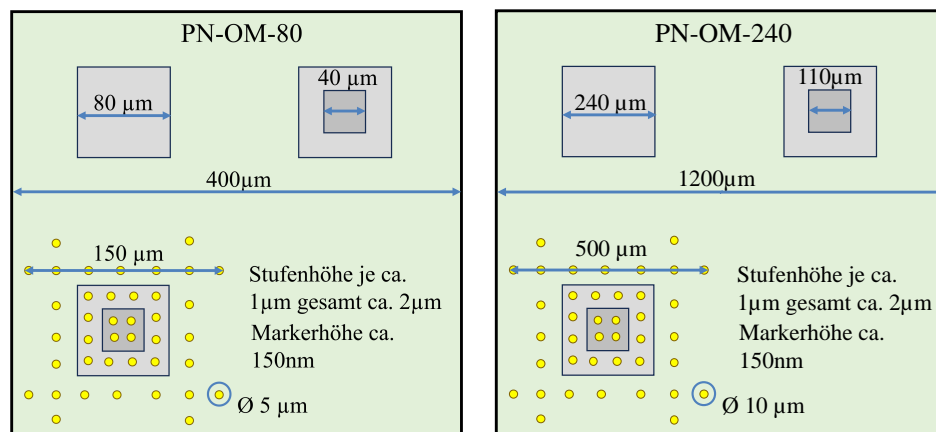 PN-OM-80
80 µm
40 µm
400µm
150 µm
Stufenhöhe je ca.
1µm gesamt ca. 2µm
Markerhöhe ca.
150nm
Ø 5 µm
PN-OM-240
240 µm
110µm
1200µm
500 µm
Stufenhöhe je ca.
1µm gesamt ca. 2µm
Markerhöhe ca.
150nm
Ø 10 µm